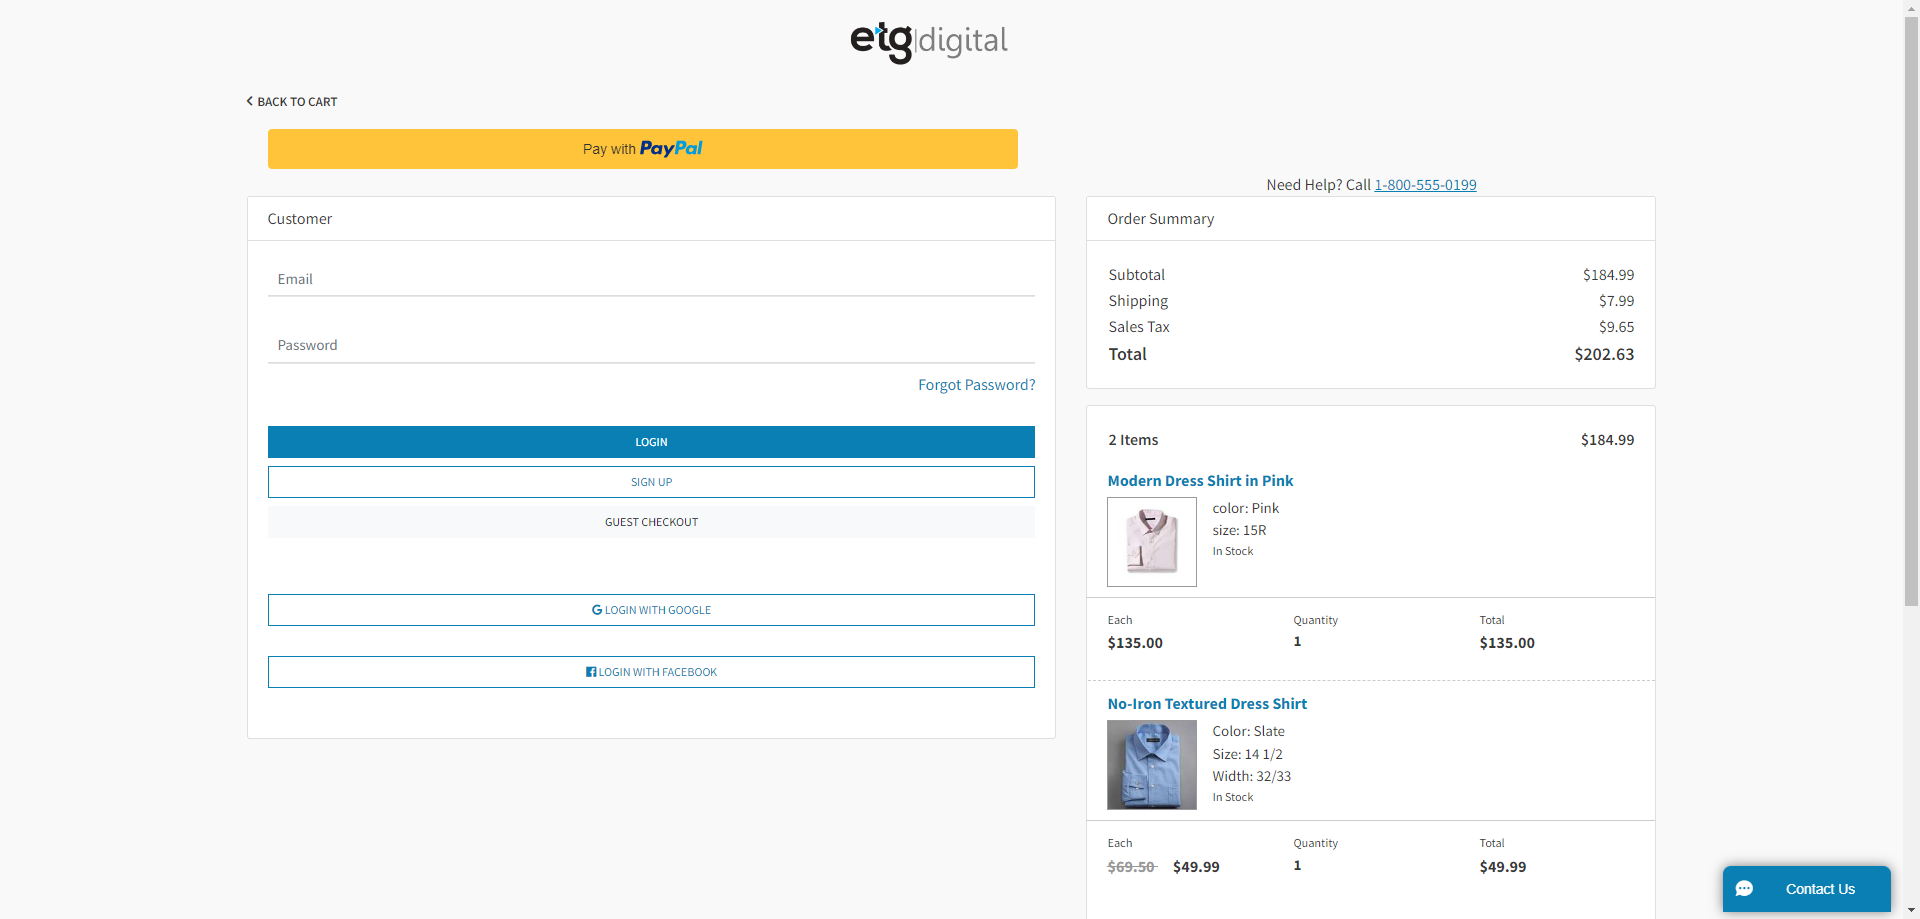 etg|digital
BACK TO CART
Pay with PayPal
Need Help? Call 1-800-555-0199
Customer
Email
Password
Forgot Password?
LOGIN
SIGN UP
GUEST CHECKOUT
LOGIN WITH GOOGLE
LOGIN WITH FACEBOOK
Order Summary
Subtotal $184.99
Shipping $7.99
Sales Tax $9.65
Total $202.63
2 Items $184.99
Modern Dress Shirt in Pink
color: Pink
size: 15R
In Stock
Each Quantity Total
$135.00 1 $135.00
No-Iron Textured Dress Shirt
Color: Slate
Size: 14 1/2
Width: 32/33
In Stock
Each Quantity Total
$69.50 $49.99 1 $49.99
Contact Us